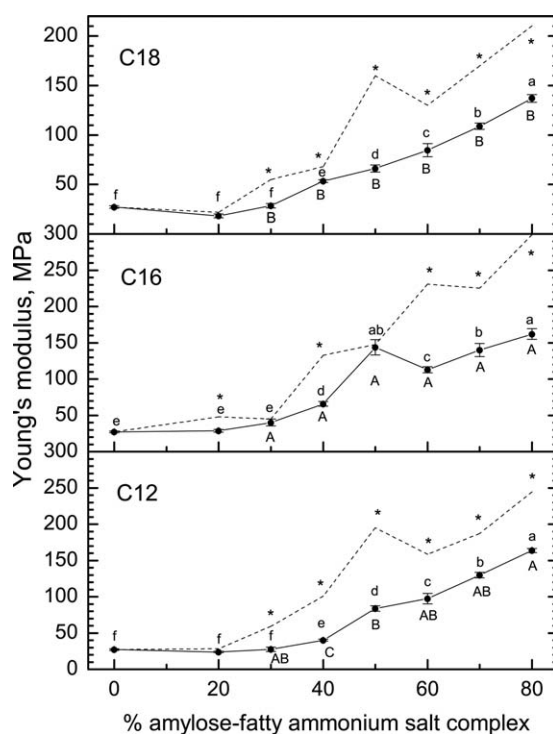 200
C18
150
100
50
* * * * * *
f f f e d c b a
B B B B B B
300
C16
250
200
150
100
50
* * * * * *
e e e d ab c b a
A A A A A A
300
C12
250
200
150
100
50
0
* * * * * *
f f f e d c b a
AB C B AB AB A
0 20 40 60 80
Young's modulus, MPa
% amylose-fatty ammonium salt complex